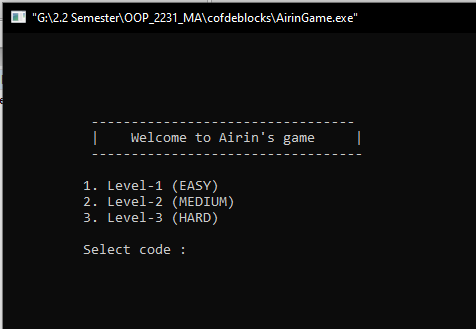 "G:\2.2 Semester\OOP_2231_MA\cofdeblocks\AirinGame.exe"
---------------------------------
|    Welcome to Airin's game     |
----------------------------------
1. Level-1 (EASY)
2. Level-2 (MEDIUM)
3. Level-3 (HARD)
Select code :